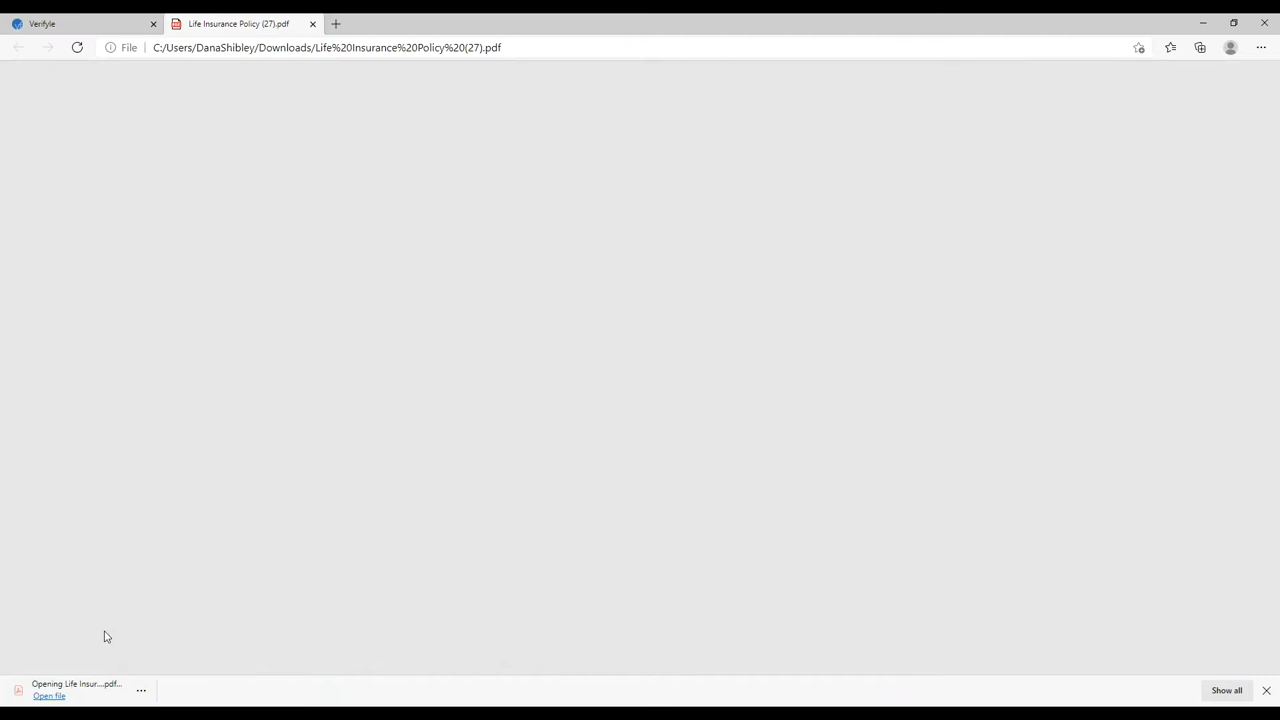 Verifyle
Life Insurance Policy (27).pdf
File
C:/Users/DanaShibley/Downloads/Life%20Insurance%20Policy%20(27).pdf
Opening Life Insur....pdf...
Open file
Show all